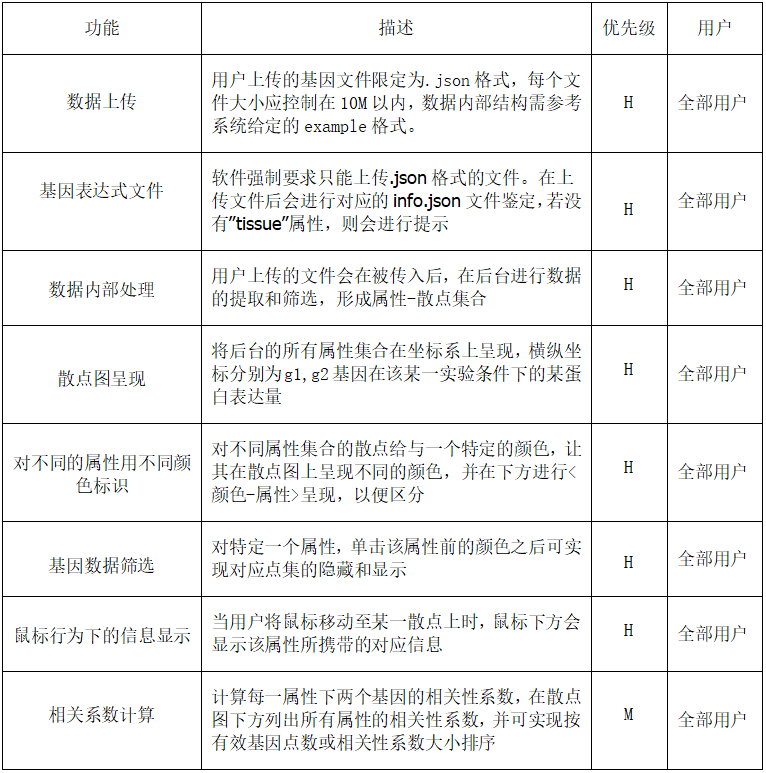 功能 描述 优先级 用户
数据上传
用户上传的基因文件限定为.json 格式，每个文
件大小应控制在 10M 以内，数据内部结构需参考
系统给定的 example 格式。
H
全部用户
基因表达式文件
软件强制要求只能上传.json 格式的文件。在上
传文件后会进行对应的 info.json 文件鉴定，若没
有”tissue”属性，则会进行提示
H
全部用户
数据内部处理
用户上传的文件会在被传入后，在后台进行数据
的提取和筛选，形成属性-散点集合
H
全部用户
散点图呈现
将后台的所有属性集合在坐标系上呈现，横纵坐
标分别为 g1,g2 基因在该某一实验条件下的某蛋
白表达量
H
全部用户
对不同的属性用不同颜
色标识
对不同属性集合的散点给与一个特定的颜色，让
其在散点图上呈现不同的颜色，并在下方进行<
颜色-属性>呈现，以便区分
H
全部用户
基因数据筛选
对特定一个属性，单击该属性前的颜色之后可实
现对应点集的隐藏和显示
H
全部用户
鼠标行为下的信息显示
当用户将鼠标移动至某一散点上时，鼠标下方会
显示该属性所携带的对应信息
H
全部用户
相关系数计算
计算每一属性下两个基因的相关性系数，在散点
图下方列出所有属性的相关性系数，并可实现按
有效基因点数或相关性系数大小排序
M
全部用户